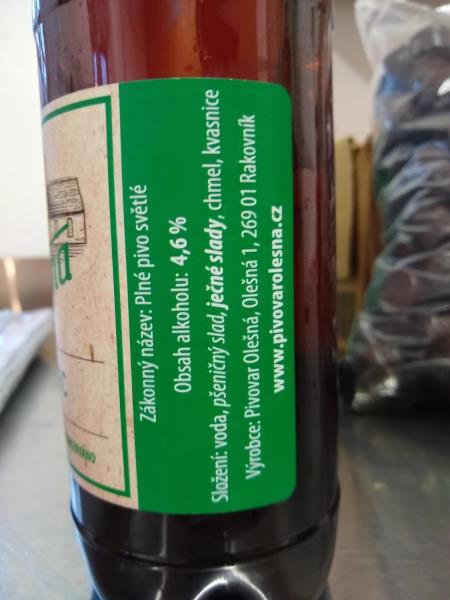 Zákonný název: Plné pivo světlé
Obsah alkoholu: 4,6 %
Složení: voda, pšeničný slad, ječné slady, chmel, kvasnice
Výrobce: Pivovar Olešná, Olešná 1, 269 01 Rakovník
www.pivovarolesna.cz